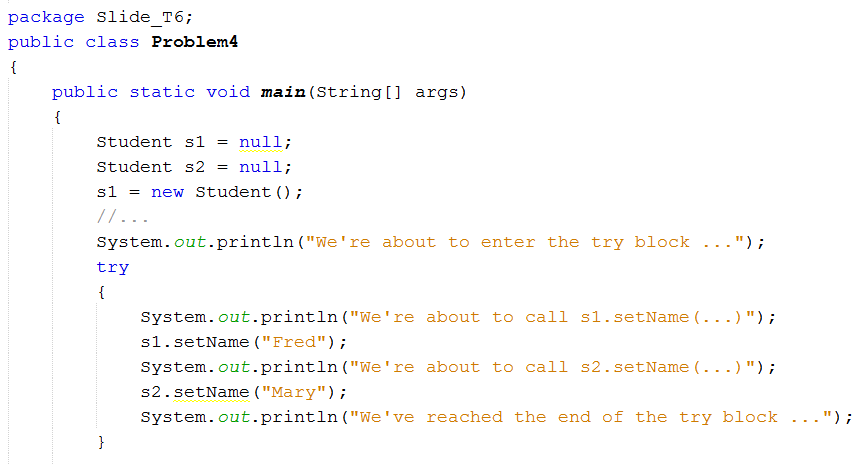 package Slide_T6;
public class Problem4
{
    public static void main(String[] args)
    {
        Student s1 = null;
        Student s2 = null;
        s1 = new Student();
        //...
        System.out.println("We're about to enter the try block ...");
        try
        {
            System.out.println("We're about to call s1.setName(...)");
            s1.setName("Fred");
            System.out.println("We're about to call s2.setName(...)");
            s2.setName("Mary");
            System.out.println("We've reached the end of the try block ...");
        }